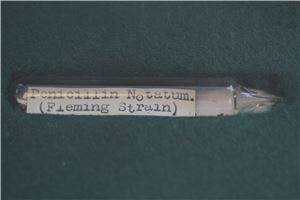 Penicillin Notatum.
(Fleming Strain)